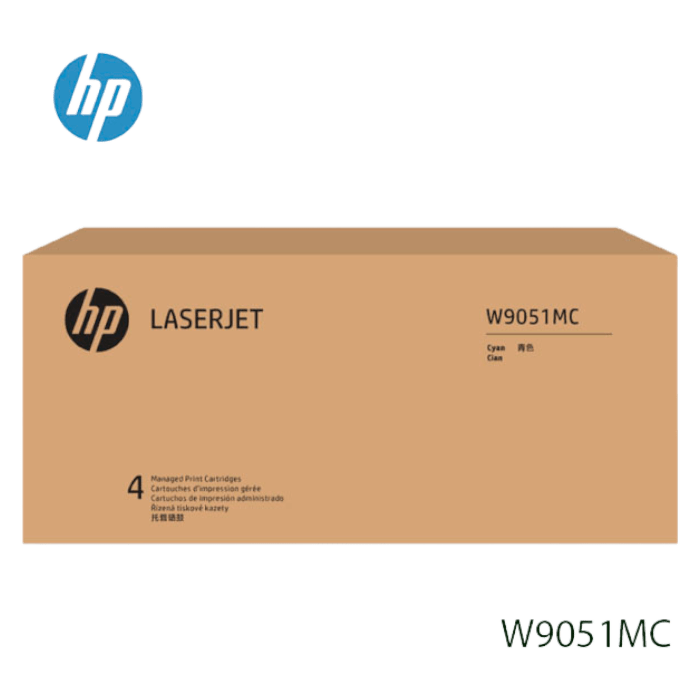 hp
hp LASERJET
W9051MC
Cyan 青色
Cian
4 Managed Print Cartridges
Cartouches d'impression gérée
Cartuchos de impresión administrado
Řízená tiskové kazety
W9051MC